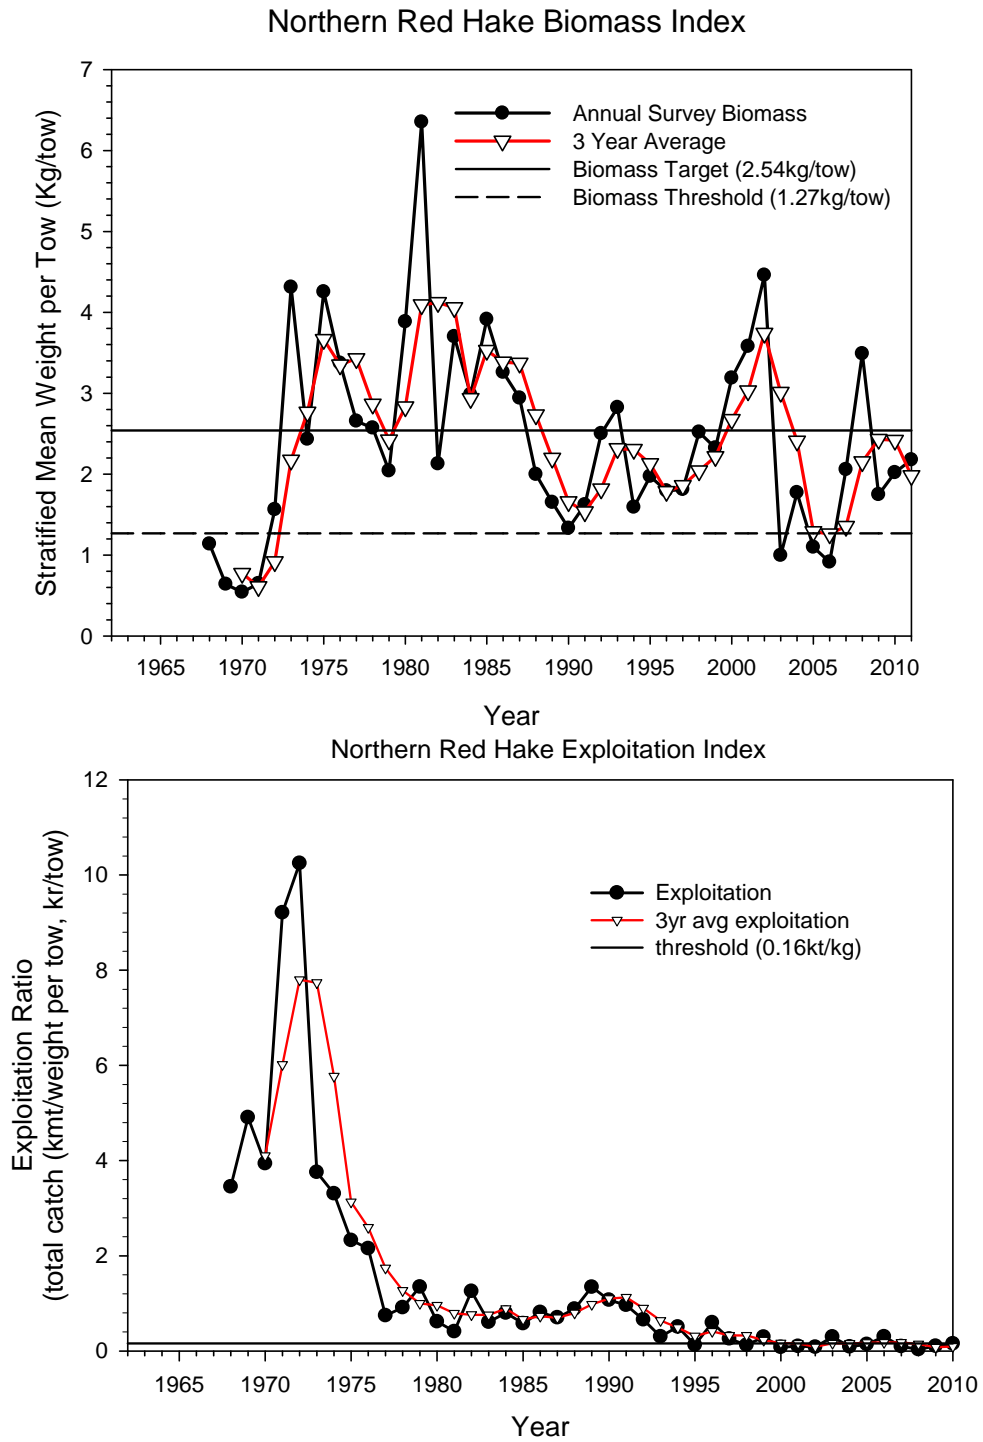 Northern Red Hake Biomass Index
Stratified Mean Weight per Tow (Kg/tow)
7
6
5
4
3
2
1
0
Annual Survey Biomass
3 Year Average
Biomass Target (2.54kg/tow)
Biomass Threshold (1.27kg/tow)
1965 1970 1975 1980 1985 1990 1995 2000 2005 2010
Year
Northern Red Hake Exploitation Index
Exploitation Ratio
(total catch (kmt/weight per tow, kr/tow)
12
10
8
6
4
2
0
Exploitation
3yr avg exploitation
threshold (0.16kt/kg)
1965 1970 1975 1980 1985 1990 1995 2000 2005 2010
Year